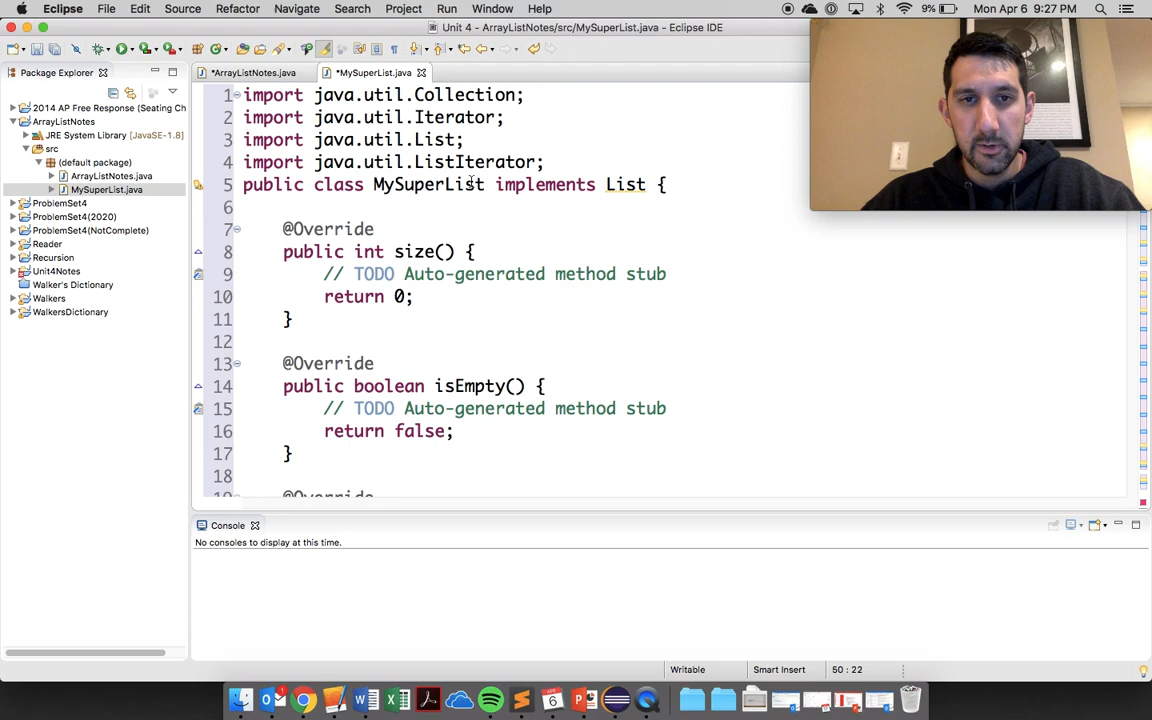 Eclipse File Edit Source Refactor Navigate Search Project Run Window Help 9% Mon Apr 6 9:27 PM
Unit 4 - ArrayListNotes/src/MySuperList.java - Eclipse IDE
Package Explorer
*ArrayListNotes.java *MySuperList.java
2014 AP Free Response (Seating Ch
ArrayListNotes
JRE System Library [JavaSE-1.8]
src
(default package)
ArrayListNotes.java
MySuperList.java
ProblemSet4
ProblemSet4(2020)
ProblemSet4(NotComplete)
Reader
Recursion
Unit4Notes
Walker's Dictionary
Walkers
WalkersDictionary
1 import java.util.Collection;
2 import java.util.Iterator;
3 import java.util.List;
4 import java.util.ListIterator;
5 public class MySuperList implements List {
6
7 @Override
8 public int size() {
9 // TODO Auto-generated method stub
10 return 0;
11 }
12
13 @Override
14 public boolean isEmpty() {
15 // TODO Auto-generated method stub
16 return false;
17 }
18
19 @Override
Console
No consoles to display at this time.
Writable Smart Insert 50 : 22
APR
6